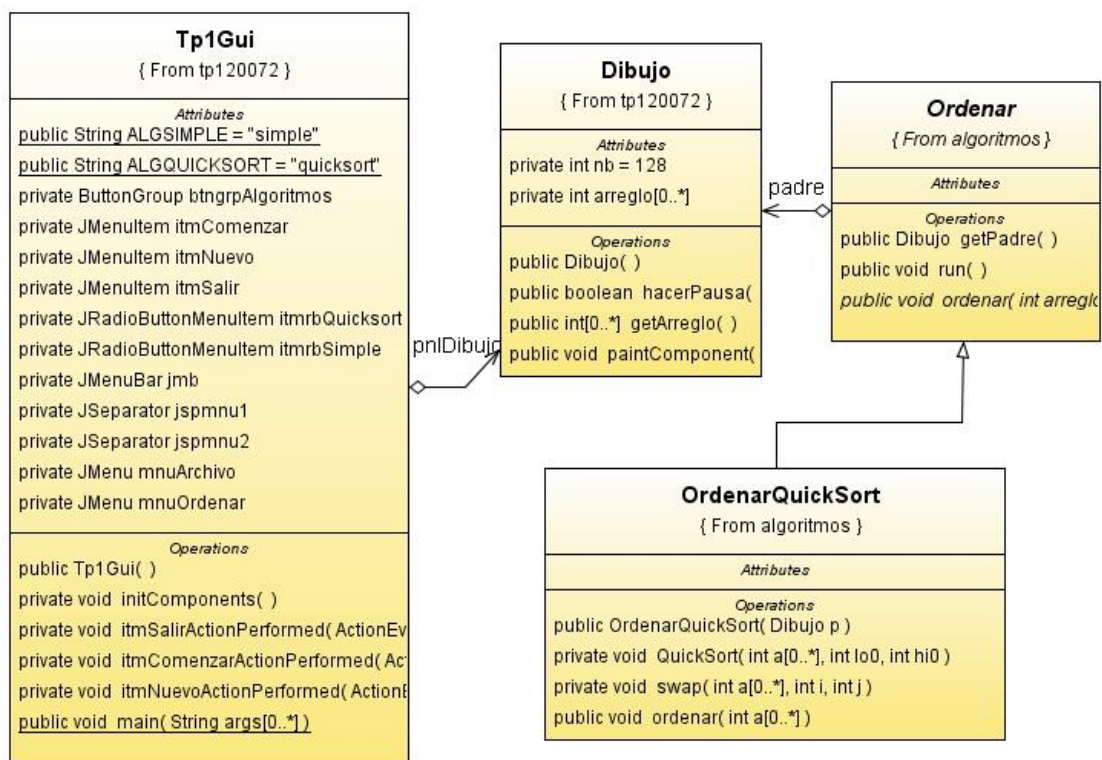 Tp1Gui
{ From tp120072 }
Attributes
public String ALGSIMPLE = "simple"
public String ALGQUICKSORT = "quicksort"
private ButtonGroup btngrpAlgoritmos
private JMenuItem itmComenzar
private JMenuItem itmNuevo
private JMenuItem itmSalir
private JRadioButtonMenuItem itmrbQuicksort
private JRadioButtonMenuItem itmrbSimple
private JMenuBar jmb
private JSeparator jspmnu1
private JSeparator jspmnu2
private JMenu mnuArchivo
private JMenu mnuOrdenar
Operations
public Tp1Gui( )
private void initComponents( )
private void itmSalirActionPerformed( ActionEv
private void itmComenzarActionPerformed( Ac
private void itmNuevoActionPerformed( ActionE
public void main( String args[0..*] )
pnlDibujo
Dibujo
{ From tp120072 }
Attributes
private int nb = 128
private int arreglo[0..*]
Operations
public Dibujo( )
public boolean hacerPausa(
public int[0..*] getArreglo( )
public void paintComponent(
padre
Ordenar
{ From algoritmos }
Attributes
Operations
public Dibujo getPadre( )
public void run( )
public void ordenar( int arreglo
OrdenarQuickSort
{ From algoritmos }
Attributes
Operations
public OrdenarQuickSort( Dibujo p )
private void QuickSort( int a[0..*], int lo0, int hi0 )
private void swap( int a[0..*], int i, int j )
public void ordenar( int a[0..*] )